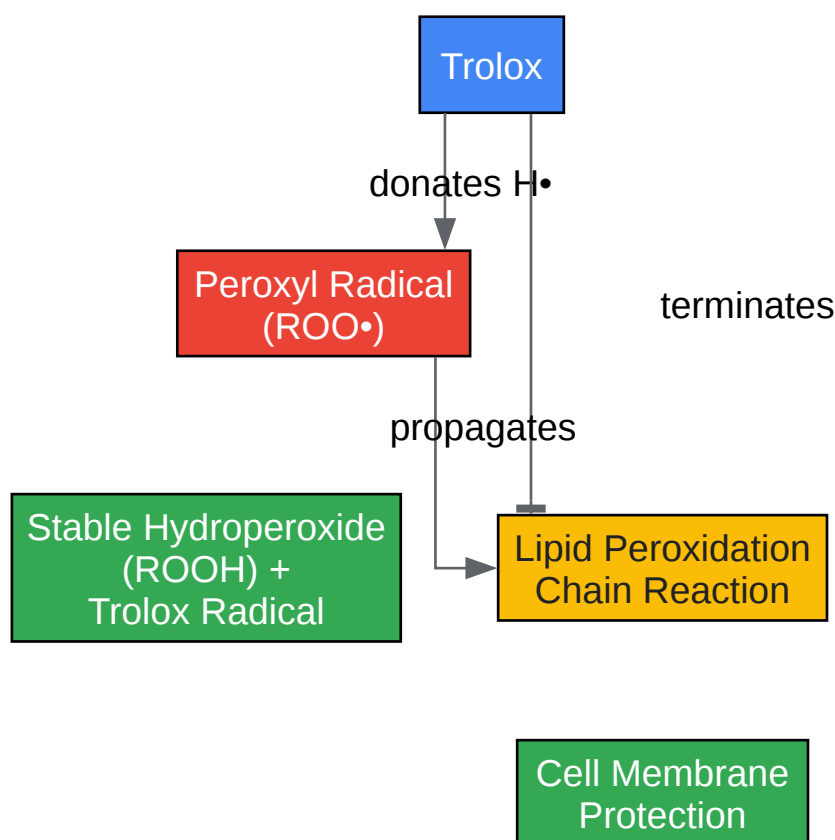 Trolox
donates H•
Peroxyl Radical
(ROO•)
terminates
propagates
Stable Hydroperoxide
(ROOH) +
Trolox Radical
Lipid Peroxidation
Chain Reaction
Cell Membrane
Protection